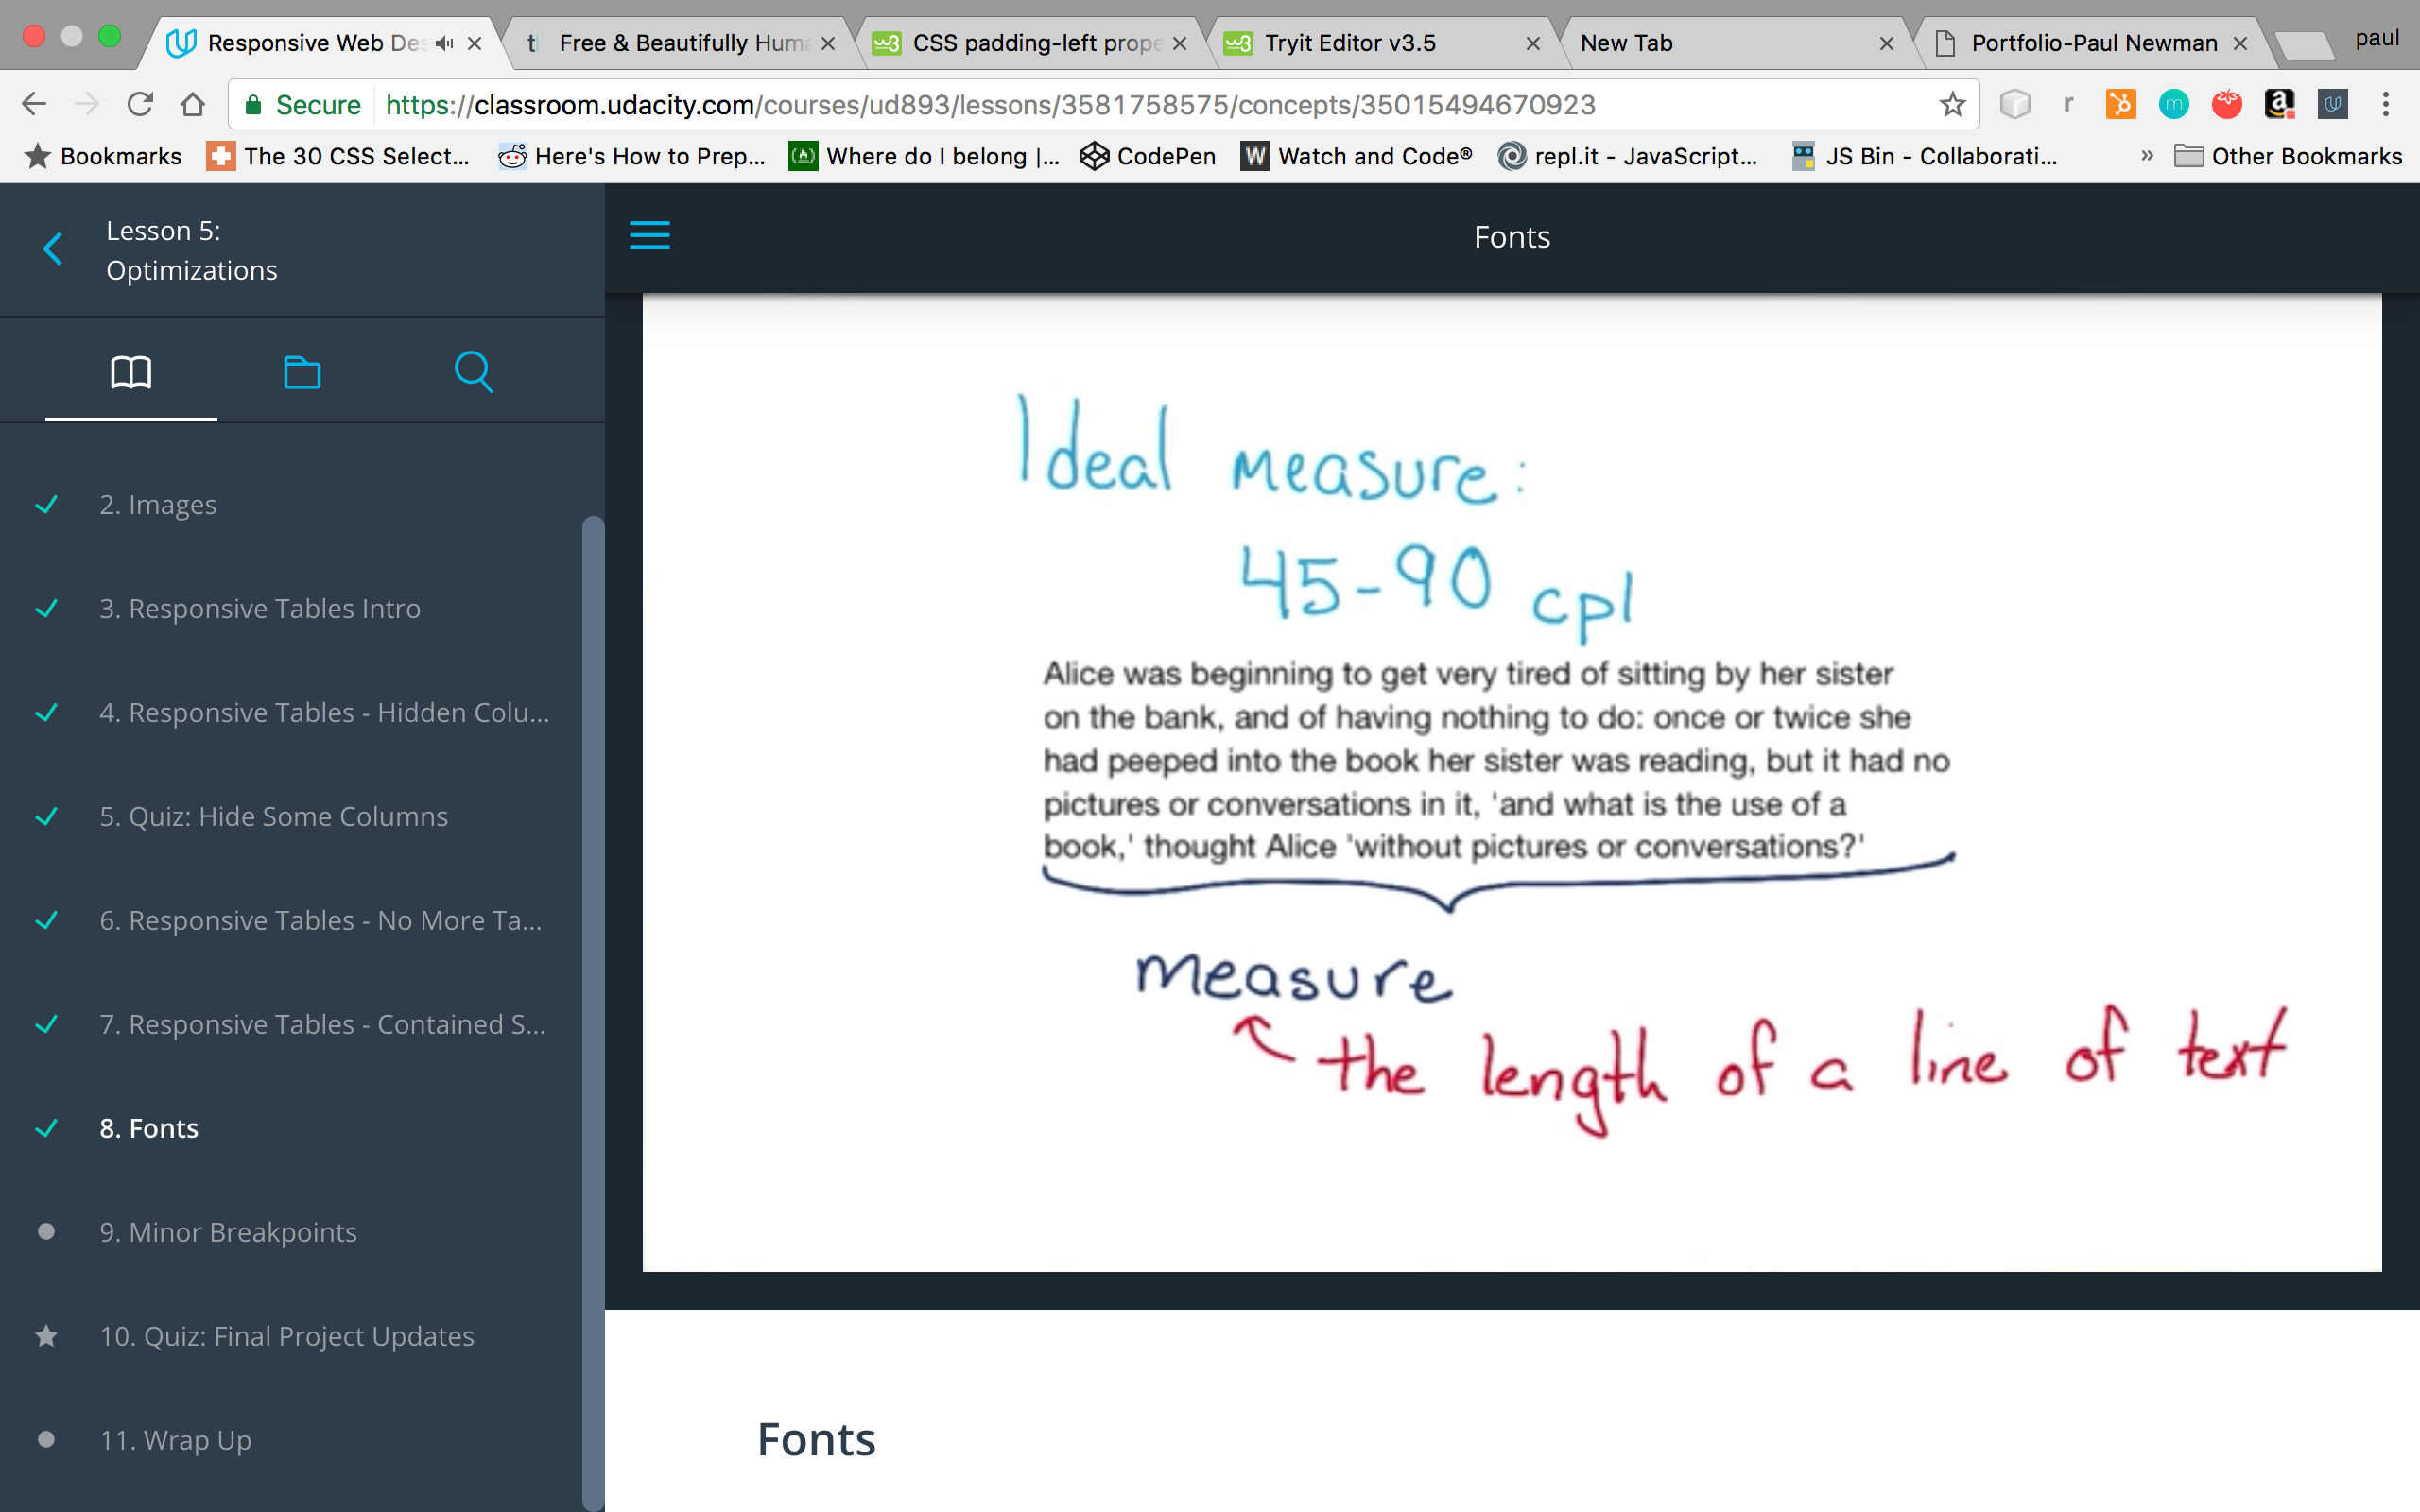 Responsive Web Des
Free & Beautifully Huma
CSS padding-left prope
Tryit Editor v3.5
New Tab
Portfolio-Paul Newman
paul
Secure
https://classroom.udacity.com/courses/ud893/lessons/3581758575/concepts/35015494670923
Bookmarks
The 30 CSS Select...
Here's How to Prep...
Where do I belong |...
CodePen
Watch and Code®
repl.it - JavaScript...
JS Bin - Collaborati...
»
Other Bookmarks
Lesson 5:
Optimizations
2. Images
3. Responsive Tables Intro
4. Responsive Tables - Hidden Colu...
5. Quiz: Hide Some Columns
6. Responsive Tables - No More Ta...
7. Responsive Tables - Contained S...
8. Fonts
9. Minor Breakpoints
10. Quiz: Final Project Updates
11. Wrap Up
Fonts
Ideal measure:
45-90 cpl
Alice was beginning to get very tired of sitting by her sister
on the bank, and of having nothing to do: once or twice she
had peeped into the book her sister was reading, but it had no
pictures or conversations in it, 'and what is the use of a
book,' thought Alice 'without pictures or conversations?'
measure
the length of a line of text
Fonts